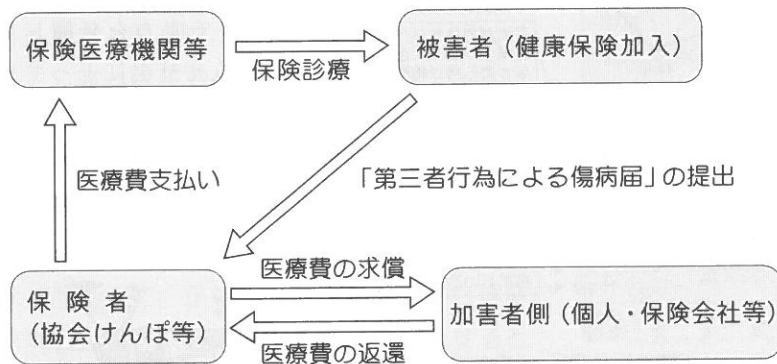 保険医療機関等
保険診療
被害者（健康保険加入）
医療費支払い
「第三者行為による傷病届」の提出
医療費の求償
保険者
（協会けんぽ等）
加害者側（個人・保険会社等）
医療費の返還